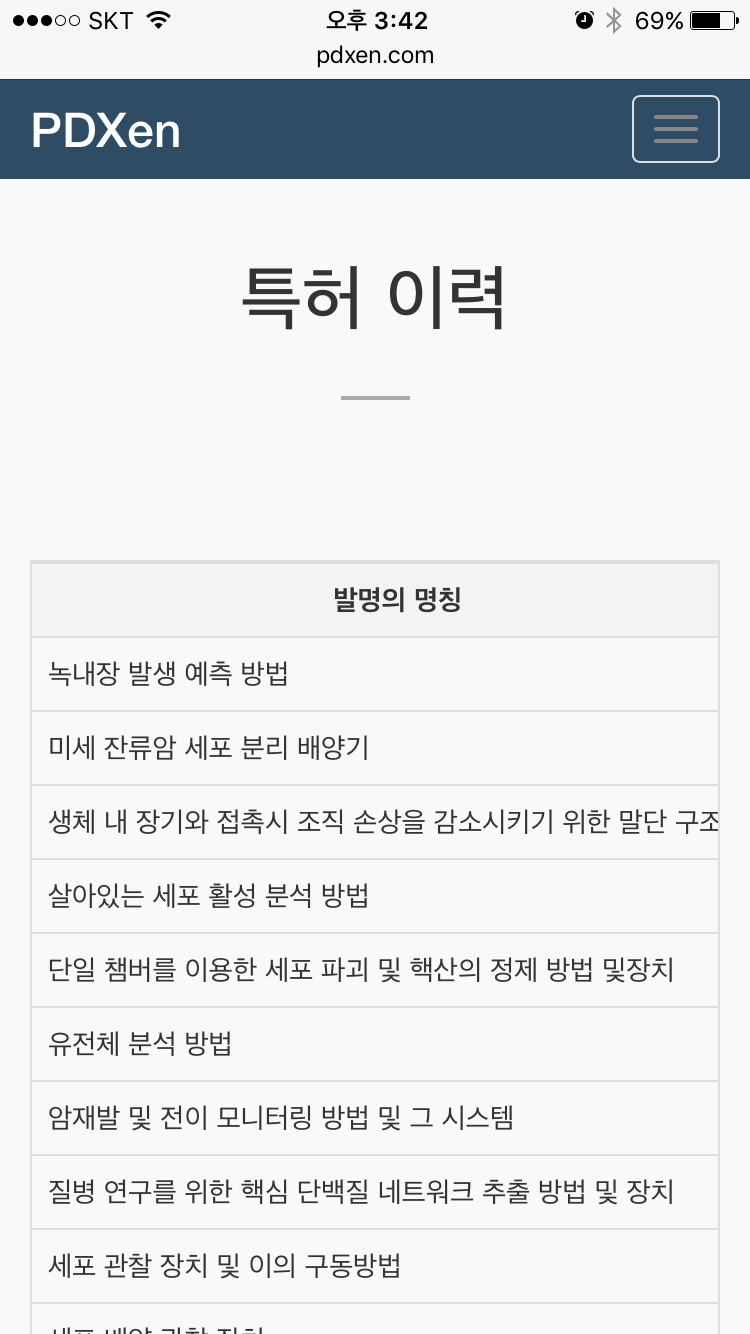 SKT 오후 3:42 69%
pdxen.com
PDXen
특허 이력
발명의 명칭
녹내장 발생 예측 방법
미세 잔류암 세포 분리 배양기
생체 내 장기와 접촉시 조직 손상을 감소시키기 위한 말단 구조
살아있는 세포 활성 분석 방법
단일 챔버를 이용한 세포 파괴 및 핵산의 정제 방법 및장치
유전체 분석 방법
암재발 및 전이 모니터링 방법 및 그 시스템
질병 연구를 위한 핵심 단백질 네트워크 추출 방법 및 장치
세포 관찰 장치 및 이의 구동방법
세포 배양 관찰 장치